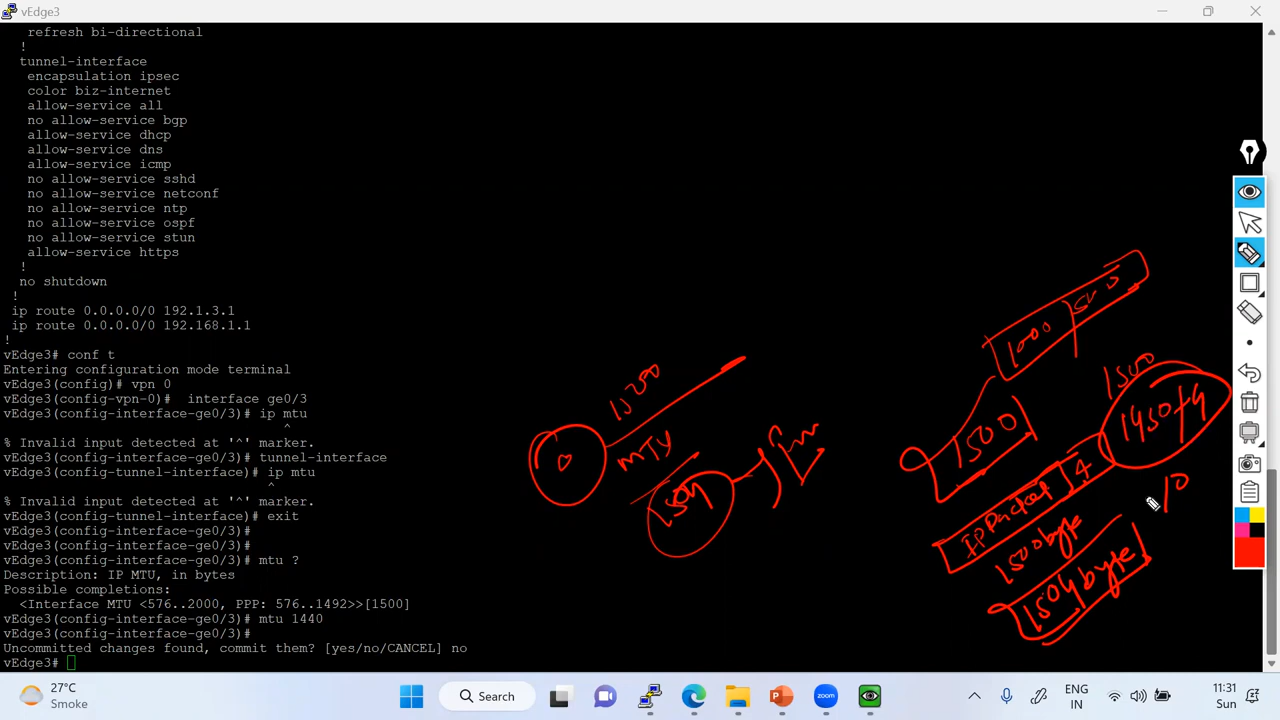 vEdge3
refresh bi-directional
!
tunnel-interface
encapsulation ipsec
color biz-internet
allow-service all
no allow-service bgp
allow-service dhcp
allow-service dns
allow-service icmp
no allow-service sshd
no allow-service netconf
no allow-service ntp
no allow-service ospf
no allow-service stun
allow-service https
!
no shutdown
!
ip route 0.0.0.0/0 192.1.3.1
ip route 0.0.0.0/0 192.168.1.1
!
vEdge3# conf t
Entering configuration mode terminal
vEdge3(config)# vpn 0
vEdge3(config-vpn-0)#  interface ge0/3
vEdge3(config-interface-ge0/3)# ip mtu
^
% Invalid input detected at '^' marker.
vEdge3(config-interface-ge0/3)# tunnel-interface
vEdge3(config-tunnel-interface)# ip mtu
^
% Invalid input detected at '^' marker.
vEdge3(config-tunnel-interface)# exit
vEdge3(config-interface-ge0/3)#
vEdge3(config-interface-ge0/3)#
vEdge3(config-interface-ge0/3)# mtu ?
Description: IP MTU, in bytes
Possible completions:
<Interface MTU <576..2000, PPP: 576..1492>>[1500]
vEdge3(config-interface-ge0/3)# mtu 1440
vEdge3(config-interface-ge0/3)#
Uncommitted changes found, commit them? [yes/no/CANCEL] no
vEdge3#
1000 500
1500
1500
1450+4
1500
MTU
1504
IP Packet 4
1500 byte
1504 byte
10
27°C
Smoke
Search
zoom
ENG
IN
11:31
Sun